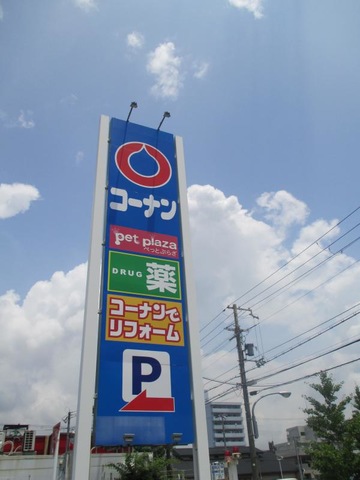 コーナン
pet plaza
ぺっとぷらざ
DRUG 薬
コーナンで
リフォーム
P